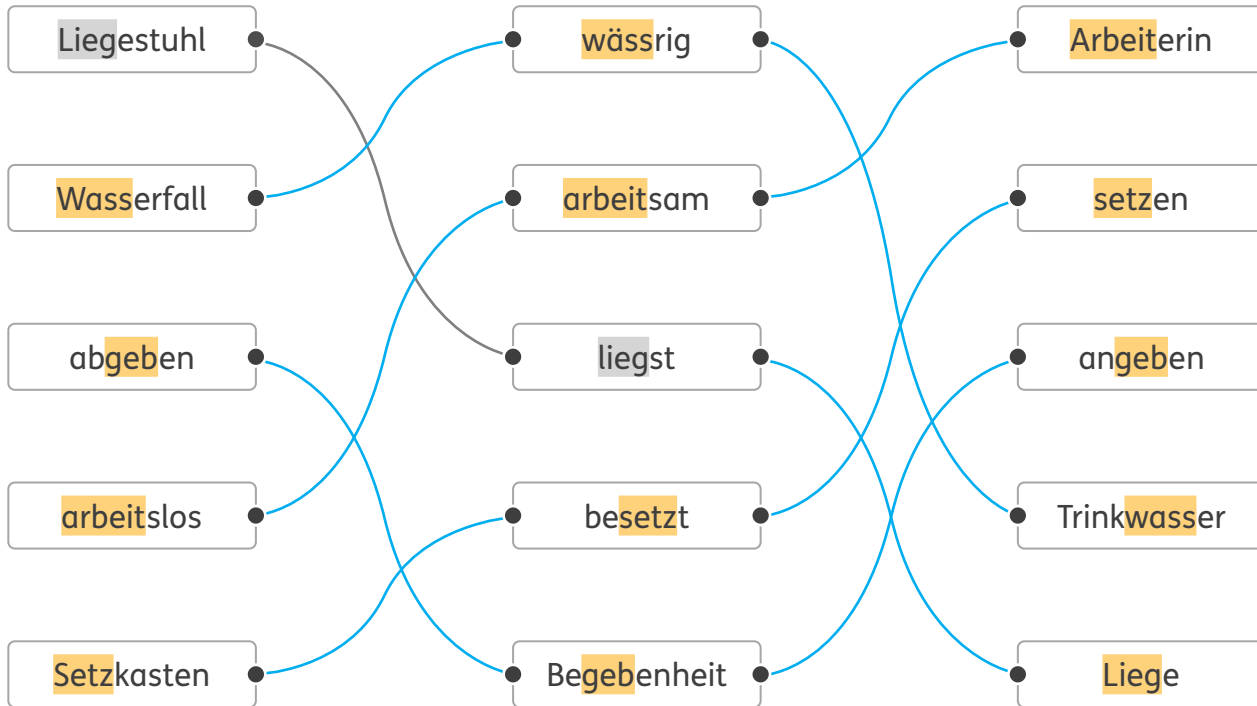 Liegestuhl wässrig Arbeiterin
Wasserfall arbeitsam setzen
abgeben liegst angeben
arbeitslos besetzt Trinkwasser
Setzkasten Begebenheit Liege